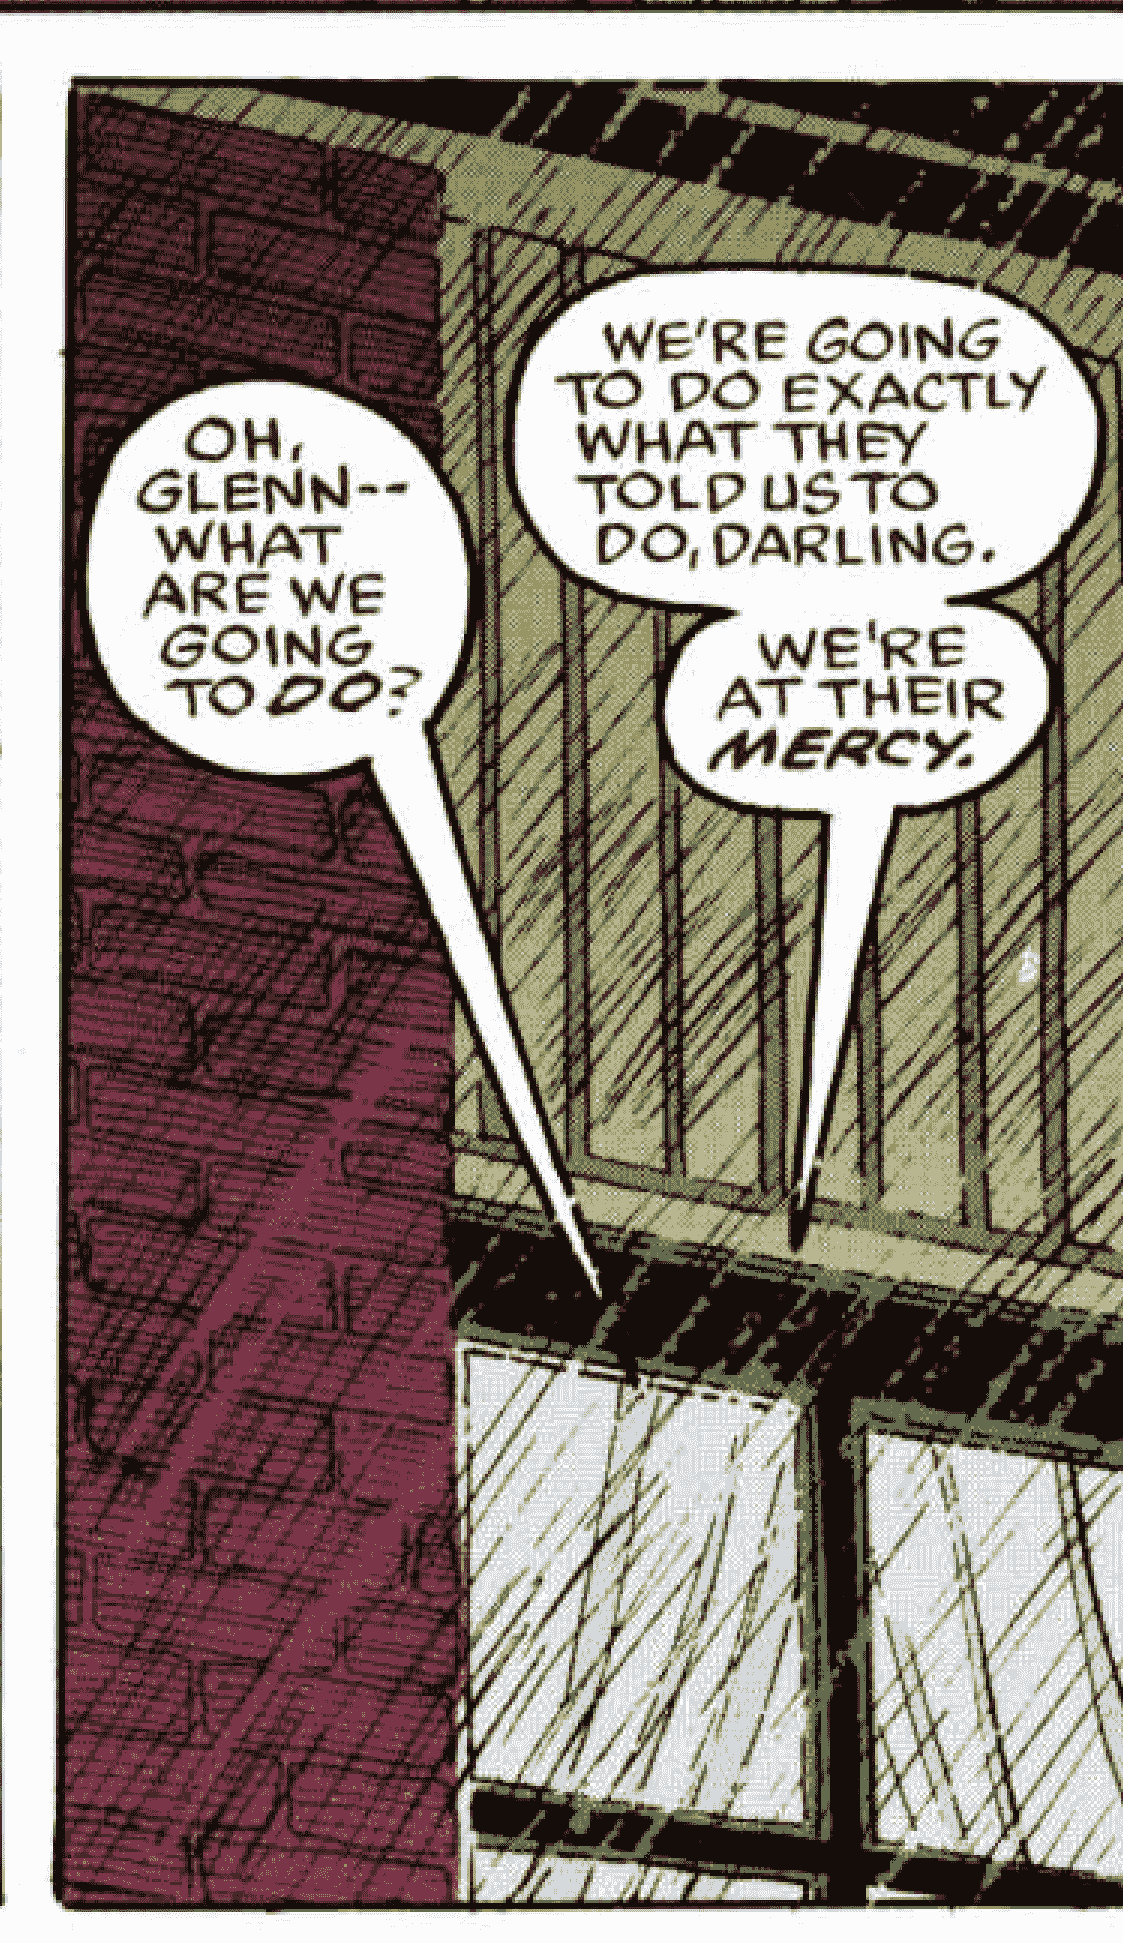 OH,
GLENN--
WHAT
ARE WE
GOING
TO DO?
WE'RE GOING
TO DO EXACTLY
WHAT THEY
TOLD US TO
DO, DARLING.
WE'RE
AT THEIR
MERCY.